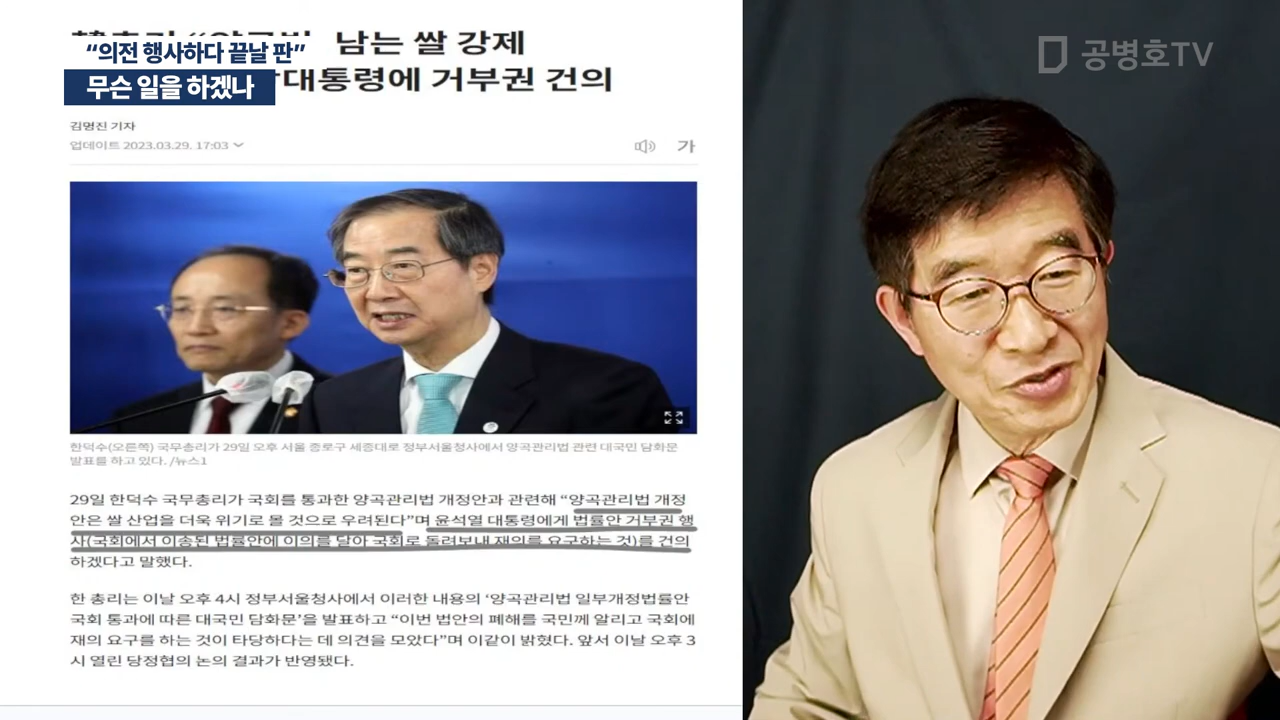 “의전 행사하다 끝날 판”
무슨 일을 하겠나
남는 쌀 강제
대통령에 거부권 건의
공병호TV
김명진 기자
업데이트 2023.03.29. 17:03
가
한덕수(오른쪽) 국무총리가 29일 오후 서울 종로구 세종대로 정부서울청사에서 양곡관리법 관련 대국민 담화문
발표를 하고 있다. /뉴스1
29일 한덕수 국무총리가 국회를 통과한 양곡관리법 개정안과 관련해 “양곡관리법 개정
안은 쌀 산업을 더욱 위기로 몰 것으로 우려된다”며 윤석열 대통령에게 법률안 거부권 행
사(국회에서 이송된 법률안에 이의를 달아 국회로 돌려보내 재의를 요구하는 것)를 건의
하겠다고 말했다.
한 총리는 이날 오후 4시 정부서울청사에서 이러한 내용의 ‘양곡관리법 일부개정법률안
국회 통과에 따른 대국민 담화문’을 발표하고 “이번 법안의 폐해를 국민께 알리고 국회에
재의 요구를 하는 것이 타당하다는 데 의견을 모았다”며 이같이 밝혔다. 앞서 이날 오후 3
시 열린 당정협의 논의 결과가 반영됐다.